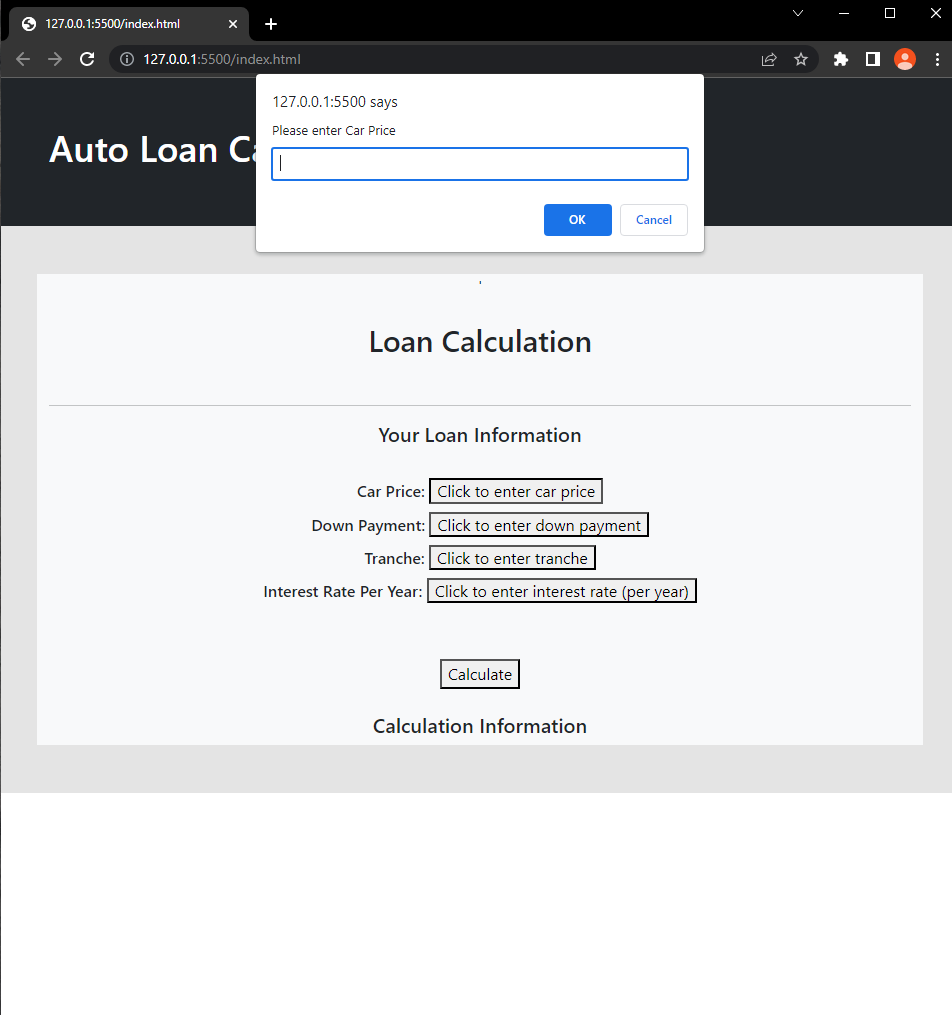 127.0.0.1:5500/index.html
127.0.0.1:5500/index.html
127.0.0.1:5500 says
Please enter Car Price
OK Cancel
Auto Loan
Loan Calculation
Your Loan Information
Car Price: Click to enter car price
Down Payment: Click to enter down payment
Tranche: Click to enter tranche
Interest Rate Per Year: Click to enter interest rate (per year)
Calculate
Calculation Information